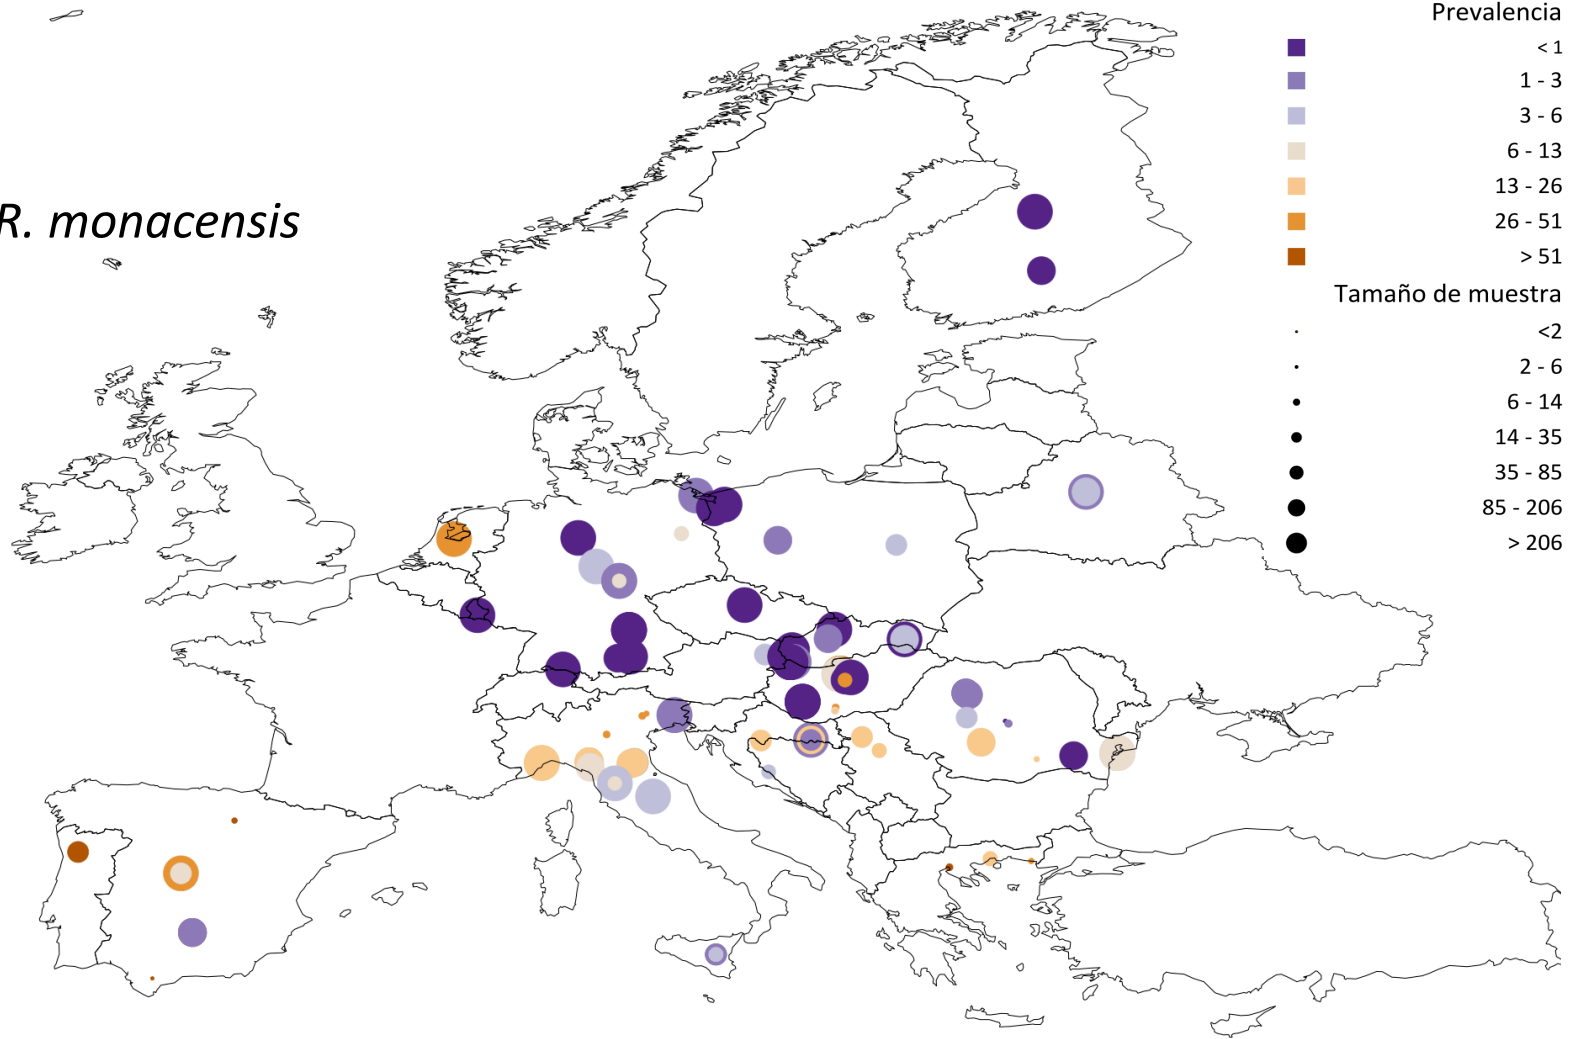 Prevalencia
< 1
1 - 3
3 - 6
6 - 13
13 - 26
26 - 51
> 51
R. monacensis
Tamaño de muestra
<2
2 - 6
6 - 14
14 - 35
35 - 85
85 - 206
> 206